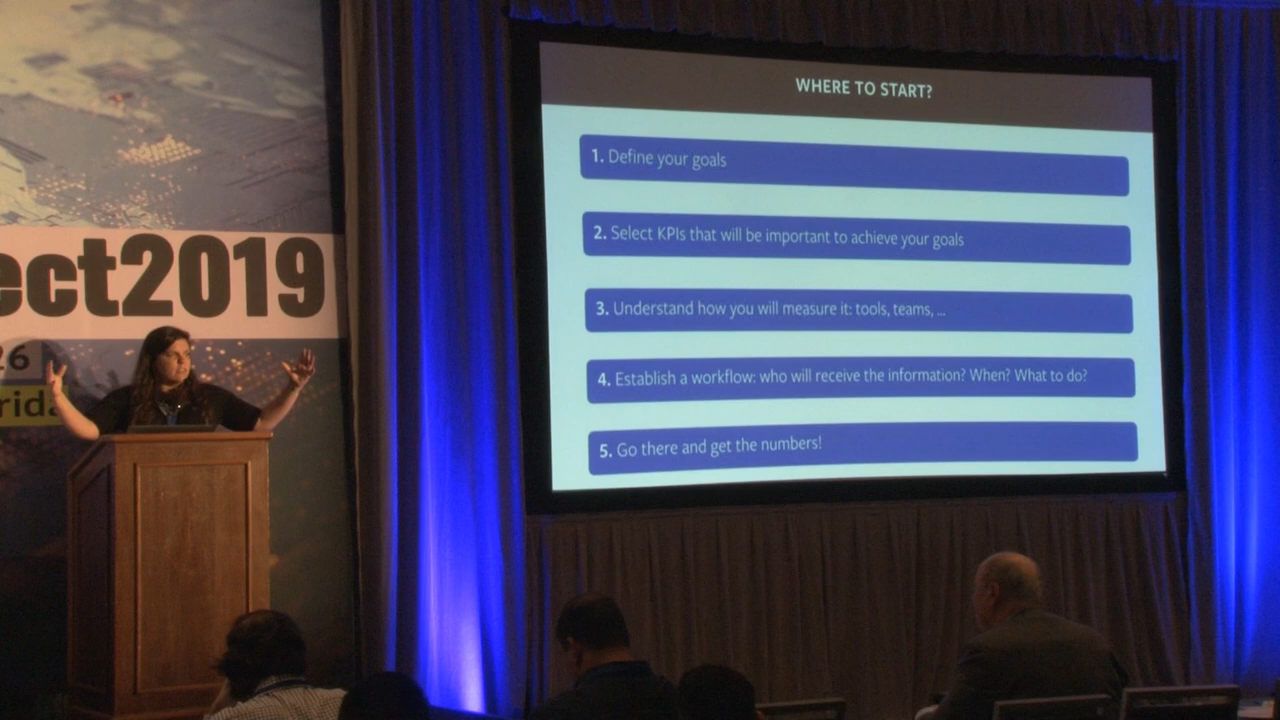 WHERE TO START?
1. Define your goals
2. Select KPIs that will be important to achieve your goals
3. Understand how you will measure it: tools, teams, ...
4. Establish a workflow: who will receive the information? When? What to do?
5. Go there and get the numbers!
ect2019
26
rida